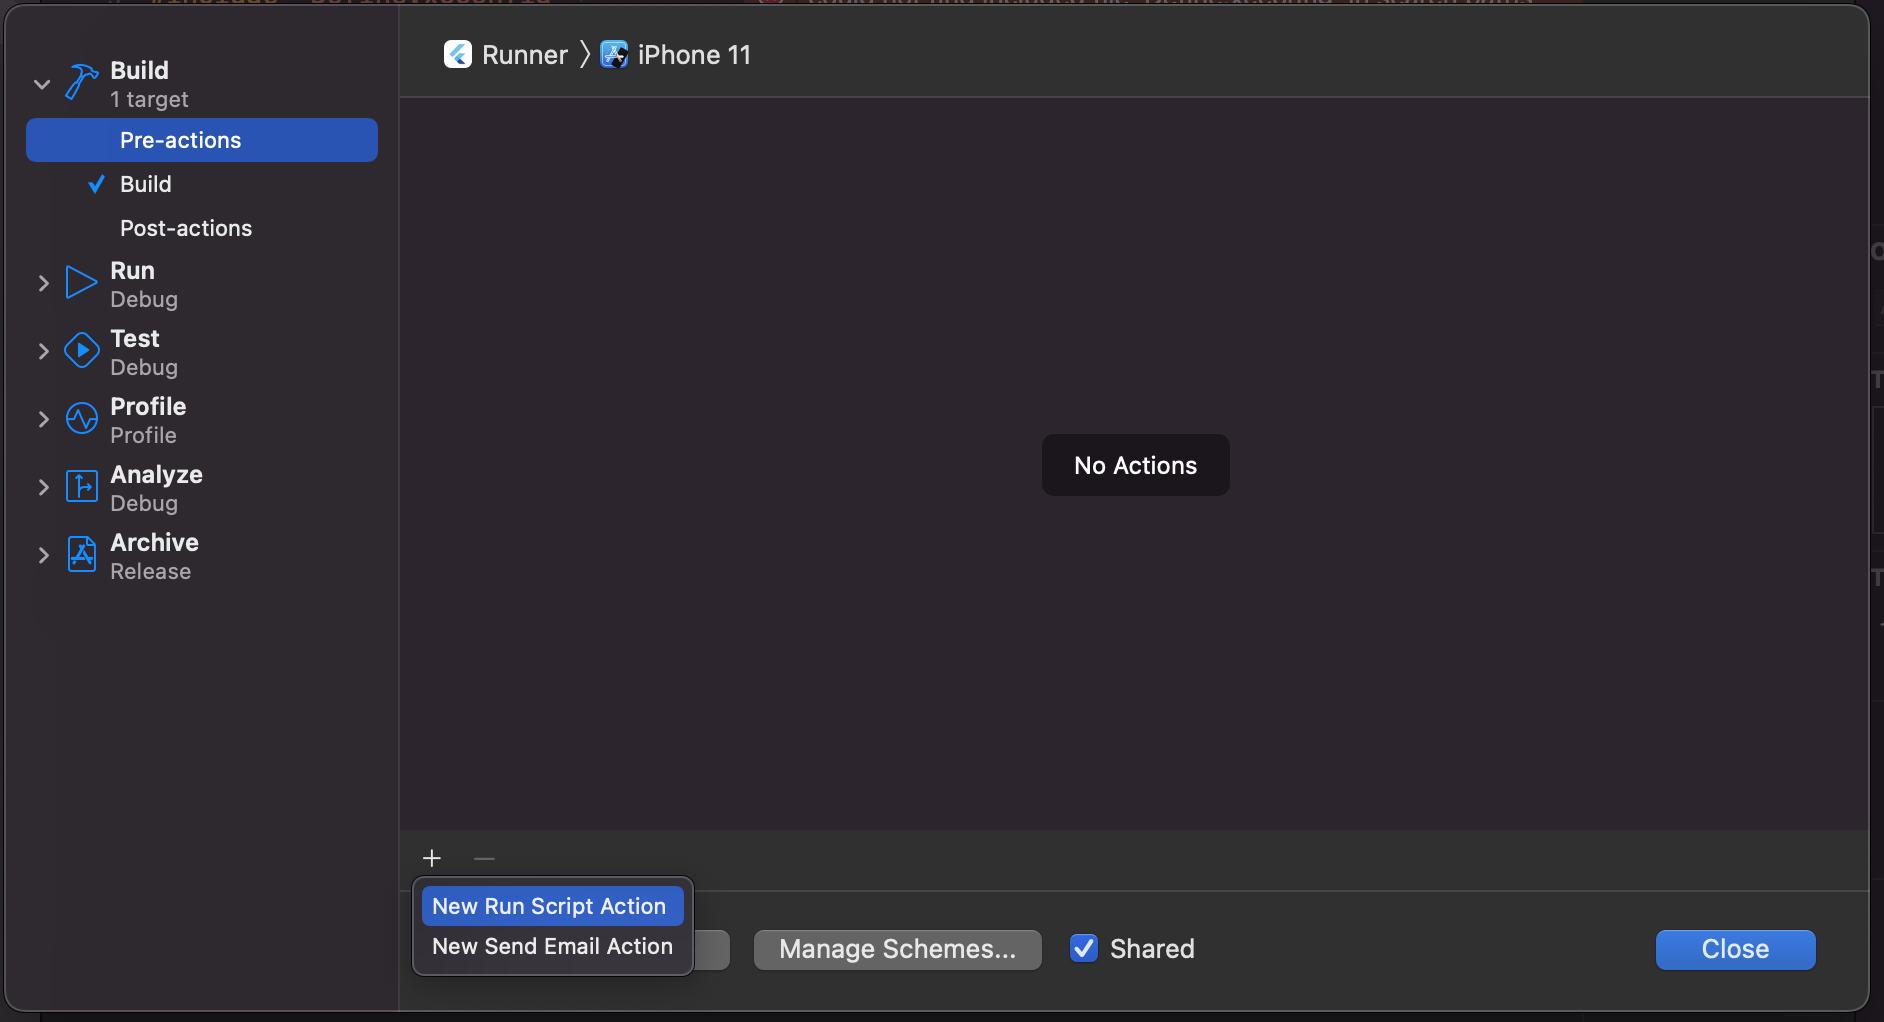 Runner 〉 iPhone 11
Build
1 target
Pre-actions
Build
Post-actions
Run
Debug
Test
Debug
Profile
Profile
Analyze
Debug
Archive
Release
No Actions
New Run Script Action
New Send Email Action
Manage Schemes...
Shared
Close